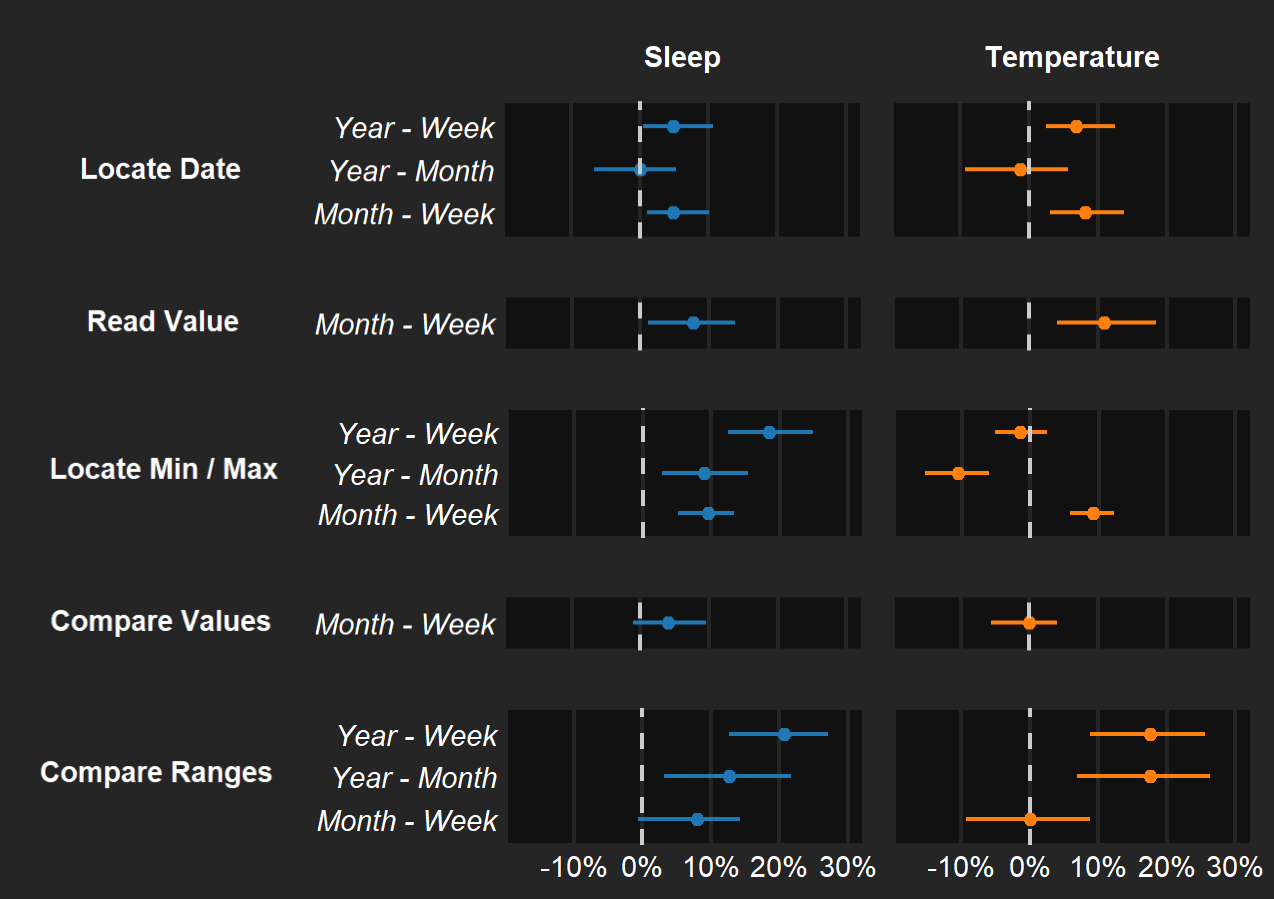 Sleep Temperature
Locate Date
Year - Week
Year - Month
Month - Week
Read Value
Month - Week
Locate Min / Max
Year - Week
Year - Month
Month - Week
Compare Values
Month - Week
Compare Ranges
Year - Week
Year - Month
Month - Week
-10% 0% 10% 20% 30% -10% 0% 10% 20% 30%